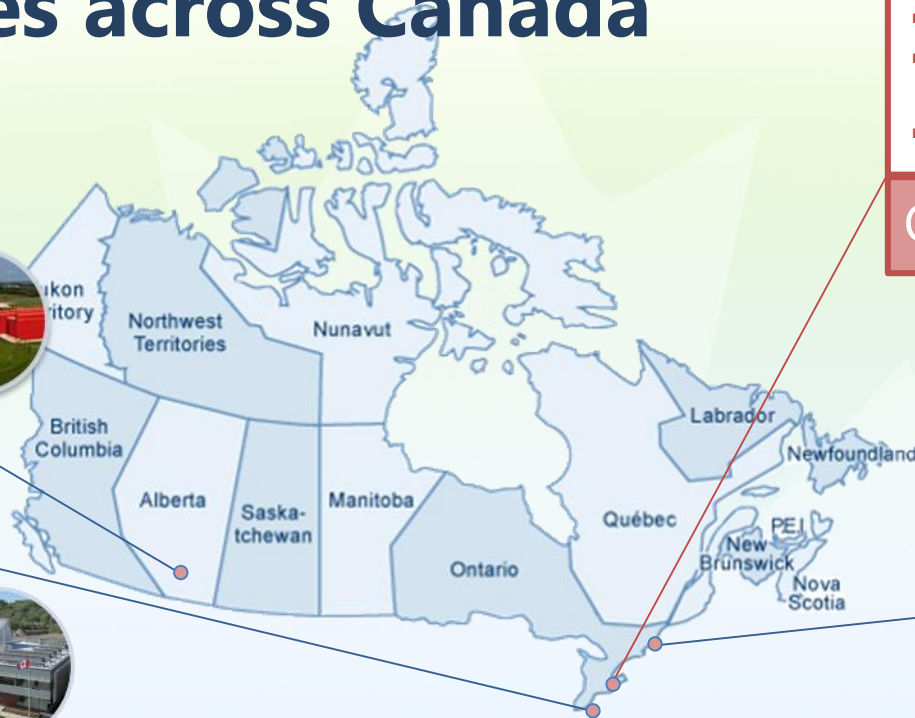 es across Canada
ukon
ritory
Northwest
Territories
Nunavut
British
Columbia
Alberta
Saska-
tchewan
Manitoba
Ontario
Québec
Labrador
Newfoundland
PEI
New
Brunswick
Nova
Scotia